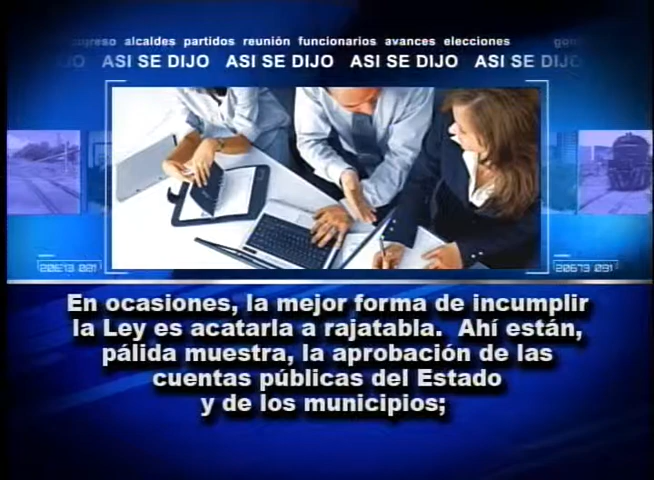 alcaldes partidos reunión funcionarios avances elecciones
ASI SE DIJO ASI SE DIJO ASI SE DIJO ASI SE DIJO
En ocasiones, la mejor forma de incumplir
la Ley es acatarla a rajatabla. Ahí están,
pálida muestra, la aprobación de las
cuentas públicas del Estado
y de los municipios;